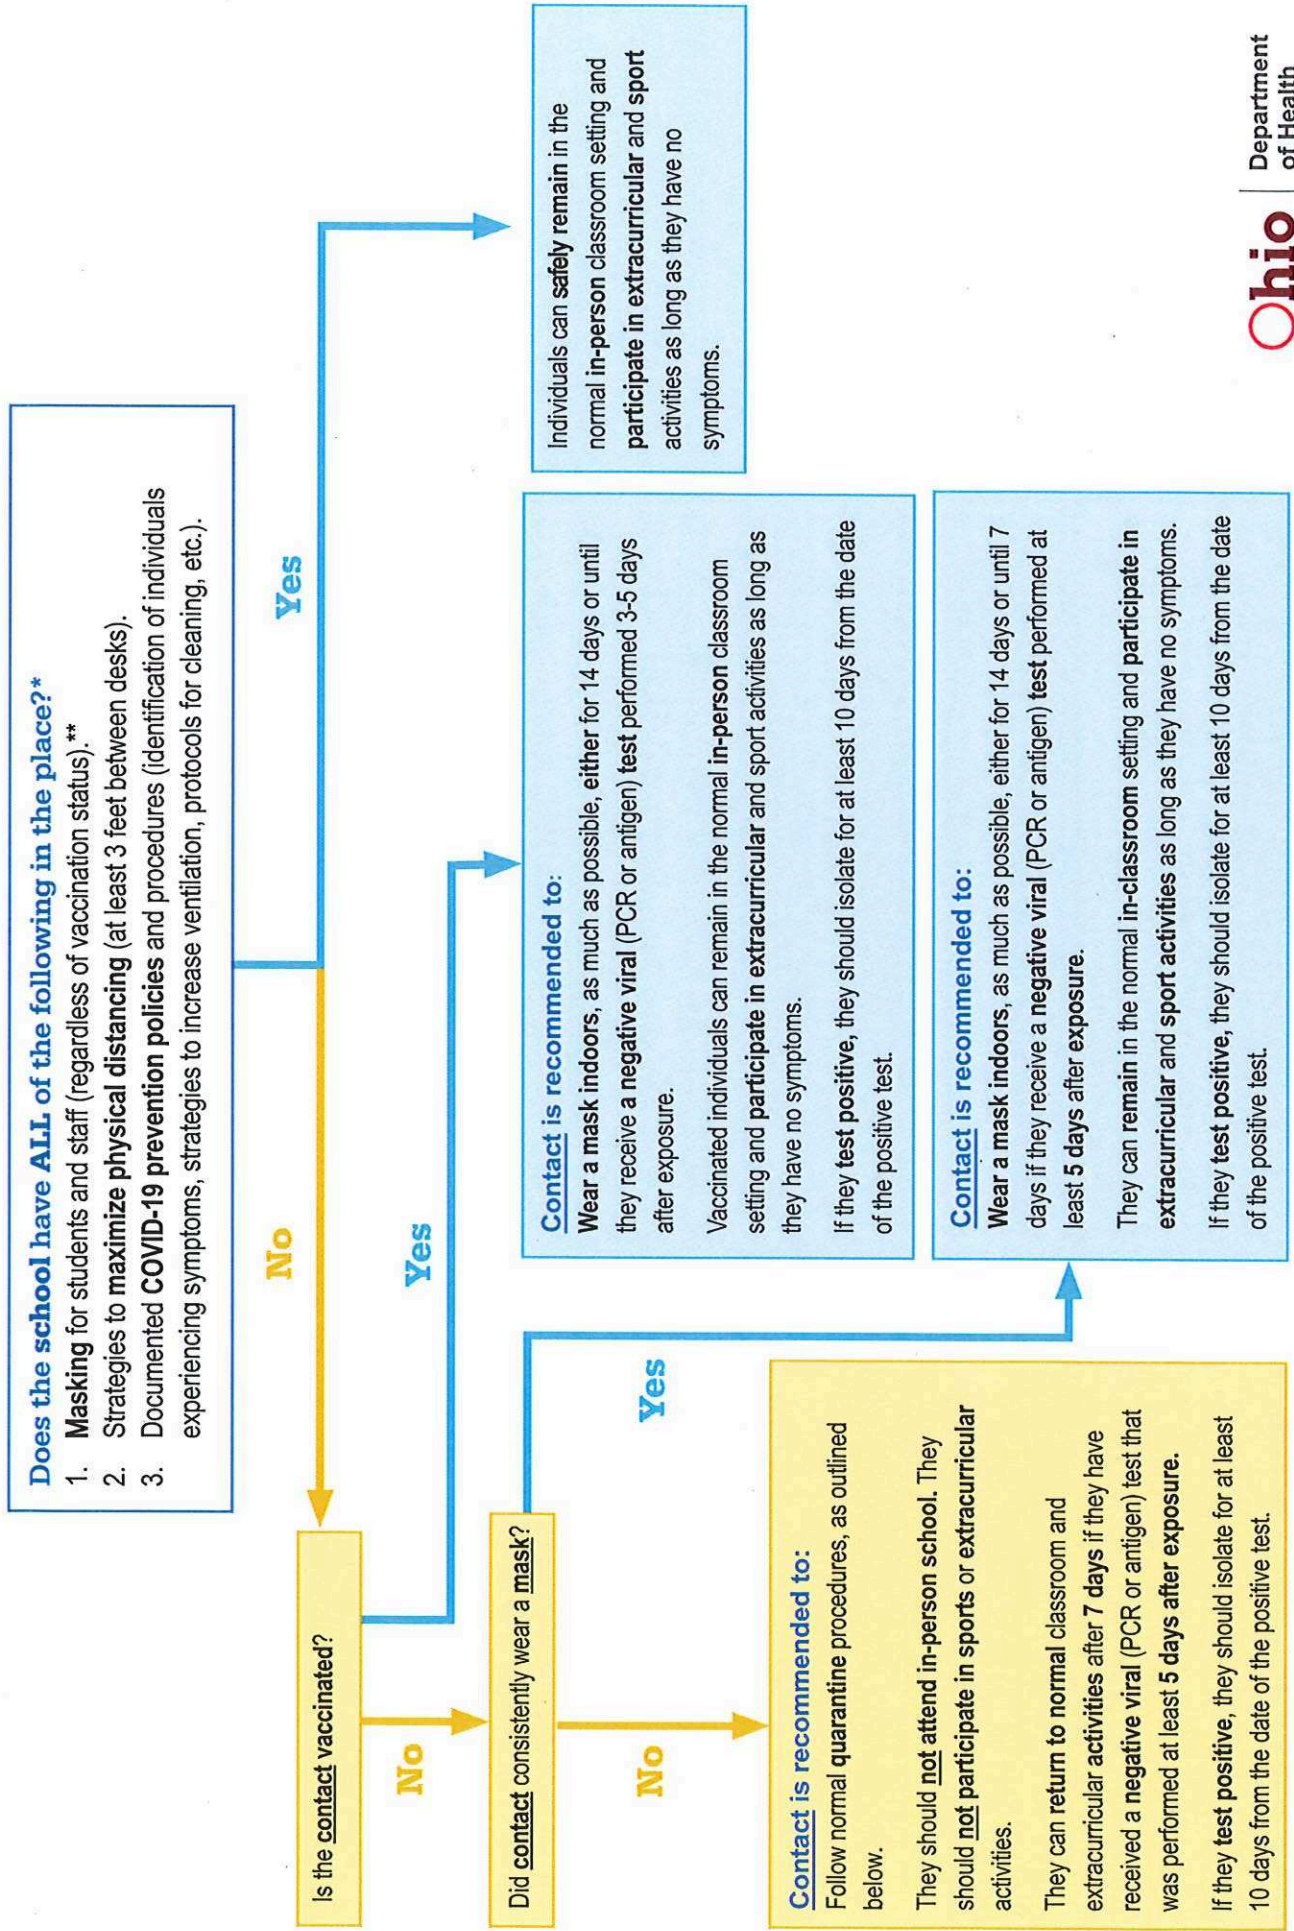 Does the school have ALL of the following in the place?*
1. Masking for students and staff (regardless of vaccination status).**
2. Strategies to maximize physical distancing (at least 3 feet between desks).
3. Documented COVID-19 prevention policies and procedures (identification of individuals
experiencing symptoms, strategies to increase ventilation, protocols for cleaning, etc.).
No
Yes
Is the contact vaccinated?
No
Yes
Individuals can safely remain in the
normal in-person classroom setting and
participate in extracurricular and sport
activities as long as they have no
symptoms.
Did contact consistently wear a mask?
No
Yes
Contact is recommended to:
Wear a mask indoors, as much as possible, either for 14 days or until
they receive a negative viral (PCR or antigen) test performed 3-5 days
after exposure.
Vaccinated individuals can remain in the normal in-person classroom
setting and participate in extracurricular and sport activities as long as
they have no symptoms.
If they test positive, they should isolate for at least 10 days from the date
of the positive test.
Contact is recommended to:
Follow normal quarantine procedures, as outlined
below.
They should not attend in-person school. They
should not participate in sports or extracurricular
activities.
They can return to normal classroom and
extracurricular activities after 7 days if they have
received a negative viral (PCR or antigen) test that
was performed at least 5 days after exposure.
If they test positive, they should isolate for at least
10 days from the date of the positive test.
Contact is recommended to:
Wear a mask indoors, as much as possible, either for 14 days or until 7
days if they receive a negative viral (PCR or antigen) test performed at
least 5 days after exposure.
They can remain in the normal in-classroom setting and participate in
extracurricular and sport activities as long as they have no symptoms.
If they test positive, they should isolate for at least 10 days from the date
of the positive test.
Ohio
Department
of Health